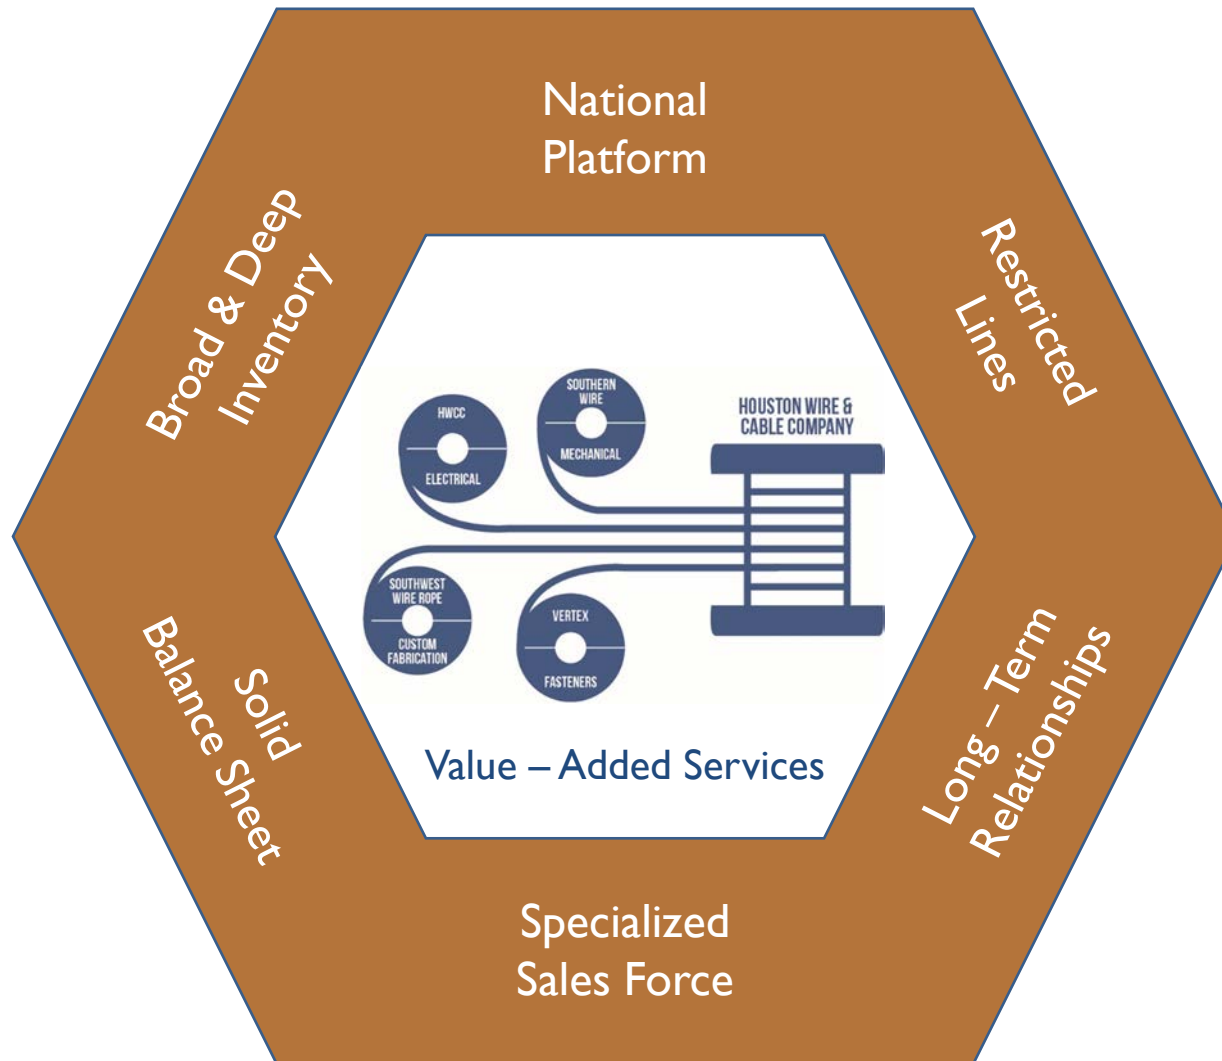 National
Platform
Restricted
Lines
Long – Term
Relationships
Specialized
Sales Force
Solid
Balance Sheet
Broad & Deep
Inventory
HWCC
ELECTRICAL
SOUTHERN
WIRE
MECHANICAL
HOUSTON WIRE &
CABLE COMPANY
SOUTHWEST
WIRE ROPE
CUSTOM
FABRICATION
VERTEX
FASTENERS
Value – Added Services